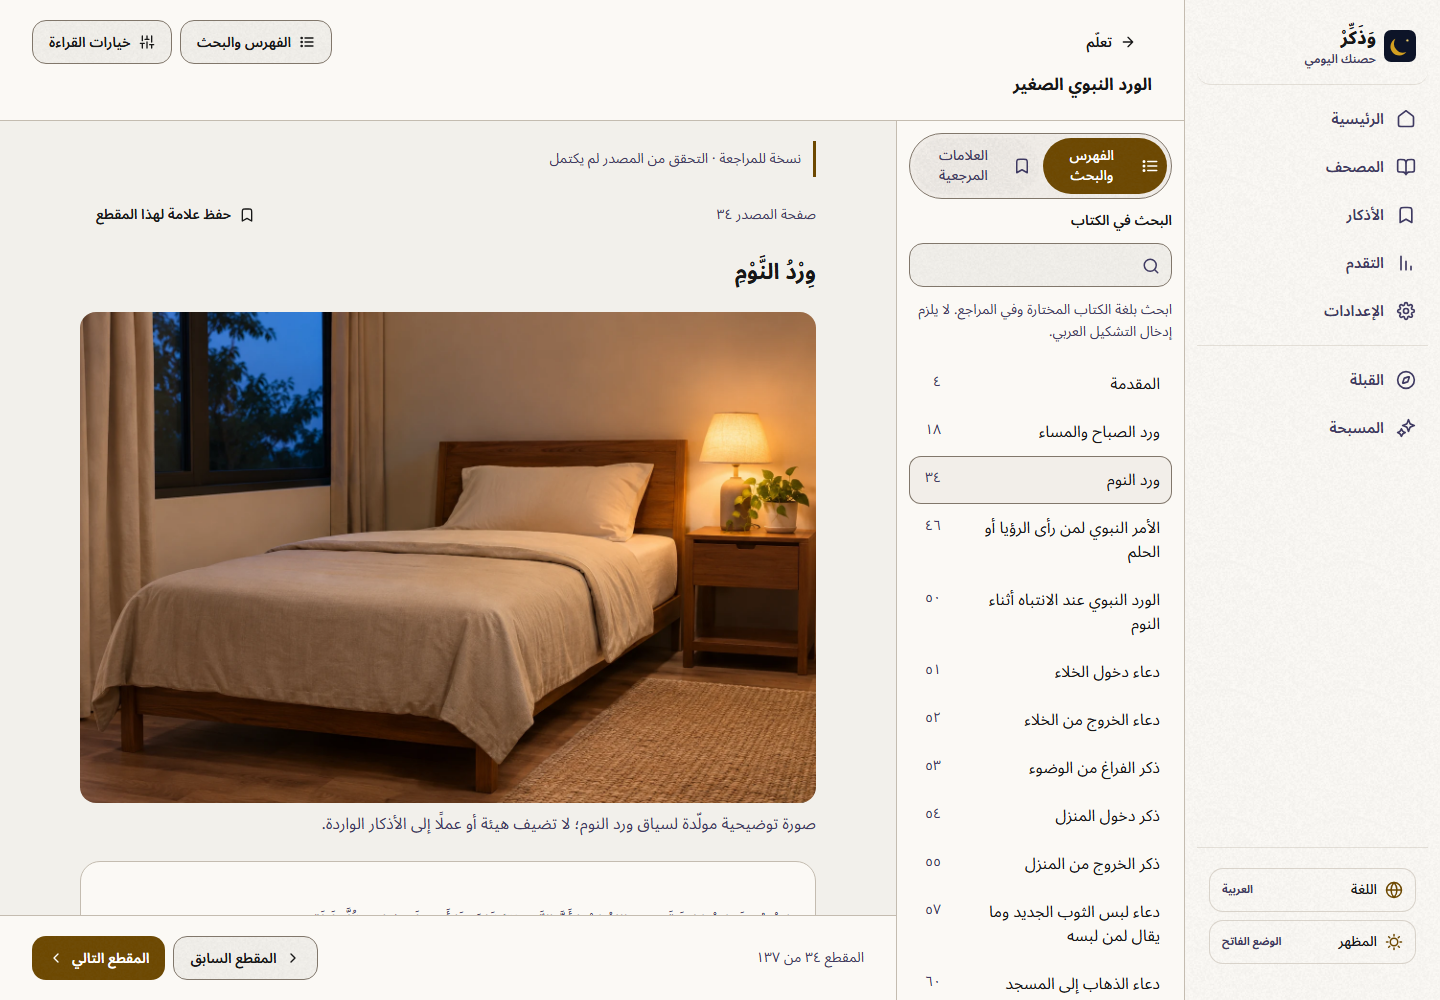 وَذَكِّرْ
حصنك اليومي
الرئيسية
المصحف
الأذكار
التقدم
الإعدادات
القبلة
المسبحة
اللغة العربية
المظهر الوضع الفاتح
تعلّم
الورد النبوي الصغير
الفهرس والبحث
خيارات القراءة
الفهرس
والبحث
العلامات
المرجعية
البحث في الكتاب
ابحث بلغة الكتاب المختارة وفي المراجع. لا يلزم
إدخال التشكيل العربي.
المقدمة ٤
ورد الصباح والمساء ١٨
ورد النوم ٣٤
الأمر النبوي لمن رأى الرؤيا أو ٤٦
الحلم
الورد النبوي عند الانتباه أثناء ٥٠
النوم
دعاء دخول الخلاء ٥١
دعاء الخروج من الخلاء ٥٢
ذكر الفراغ من الوضوء ٥٣
ذكر دخول المنزل ٥٤
ذكر الخروج من المنزل ٥٥
دعاء لبس الثوب الجديد وما ٥٧
يقال لمن لبسه
دعاء الذهاب إلى المسجد ٦٠
نسخة للمراجعة · التحقق من المصدر لم يكتمل
صفحة المصدر ٣٤
حفظ علامة لهذا المقطع
وِرْدُ النَّوْمِ
صورة توضيحية مولّدة لسياق ورد النوم؛ لا تضيف هيئة أو عملًا إلى الأذكار الواردة.
المقطع ٣٤ من ١٣٧
المقطع السابق
المقطع التالي